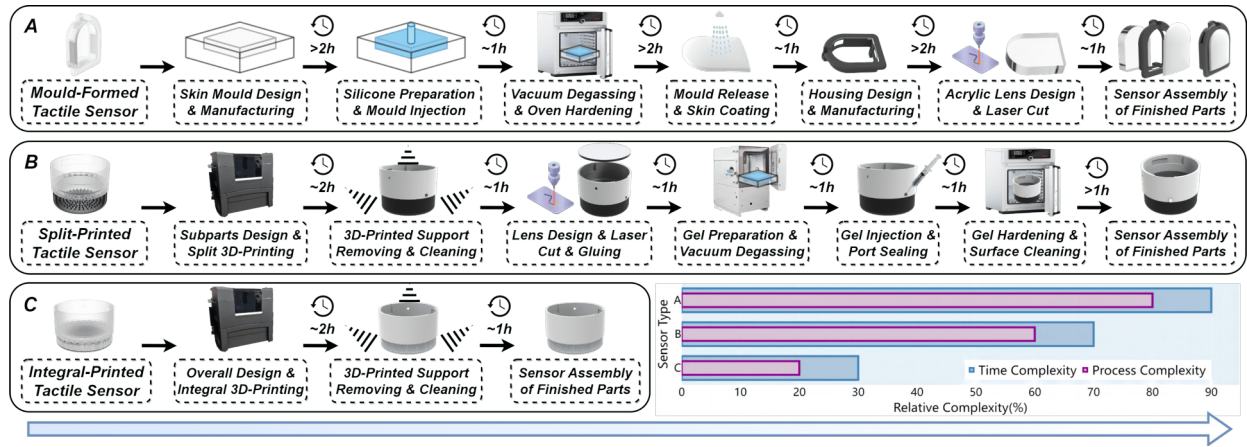 A
>2h
~1h
>2h
~1h
>2h
~1h
Mould-Formed
Tactile Sensor
Skin Mould Design
& Manufacturing
Silicone Preparation
& Mould Injection
Vacuum Degassing
& Oven Hardening
Mould Release
& Skin Coating
Housing Design
& Manufacturing
Acrylic Lens Design
& Laser Cut
Sensor Assembly
of Finished Parts
B
~2h
~1h
~1h
~1h
~1h
>1h
Split-Printed
Tactile Sensor
Subparts Design &
Split 3D-Printing
3D-Printed Support
Removing & Cleaning
Lens Design & Laser
Cut & Gluing
Gel Preparation &
Vacuum Degassing
Gel Injection &
Port Sealing
Gel Hardening &
Surface Cleaning
Sensor Assembly
of Finished Parts
C
~2h
~1h
Integral-Printed
Tactile Sensor
Overall Design &
Integral 3D-Printing
3D-Printed Support
Removing & Cleaning
Sensor Assembly
of Finished Parts
Sensor Type
A
B
C
Time Complexity
Process Complexity
0 10 20 30 40 50 60 70 80 90
Relative Complexity(%)